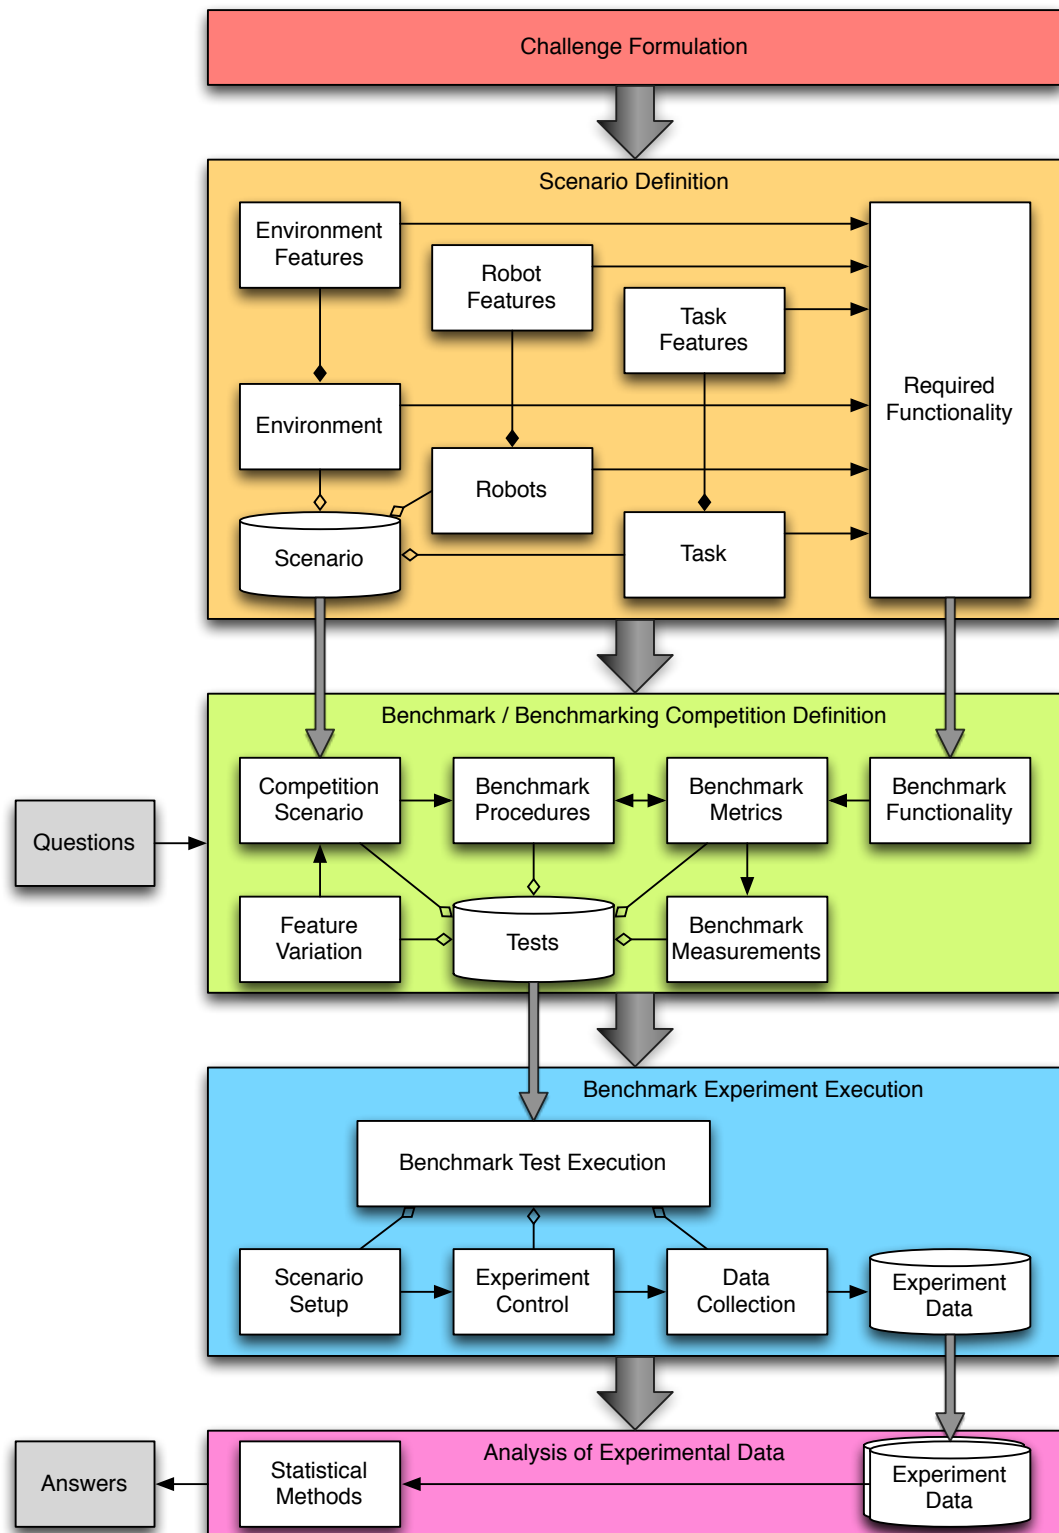 Challenge Formulation
Scenario Definition
Environment
Features
Robot
Features
Task
Features
Required
Functionality
Environment
Robots
Task
Scenario
Benchmark / Benchmarking Competition Definition
Questions
Competition
Scenario
Benchmark
Procedures
Benchmark
Metrics
Benchmark
Functionality
Feature
Variation
Tests
Benchmark
Measurements
Benchmark Experiment Execution
Benchmark Test Execution
Scenario
Setup
Experiment
Control
Data
Collection
Experiment
Data
Analysis of Experimental Data
Answers
Statistical
Methods
Experiment
Data